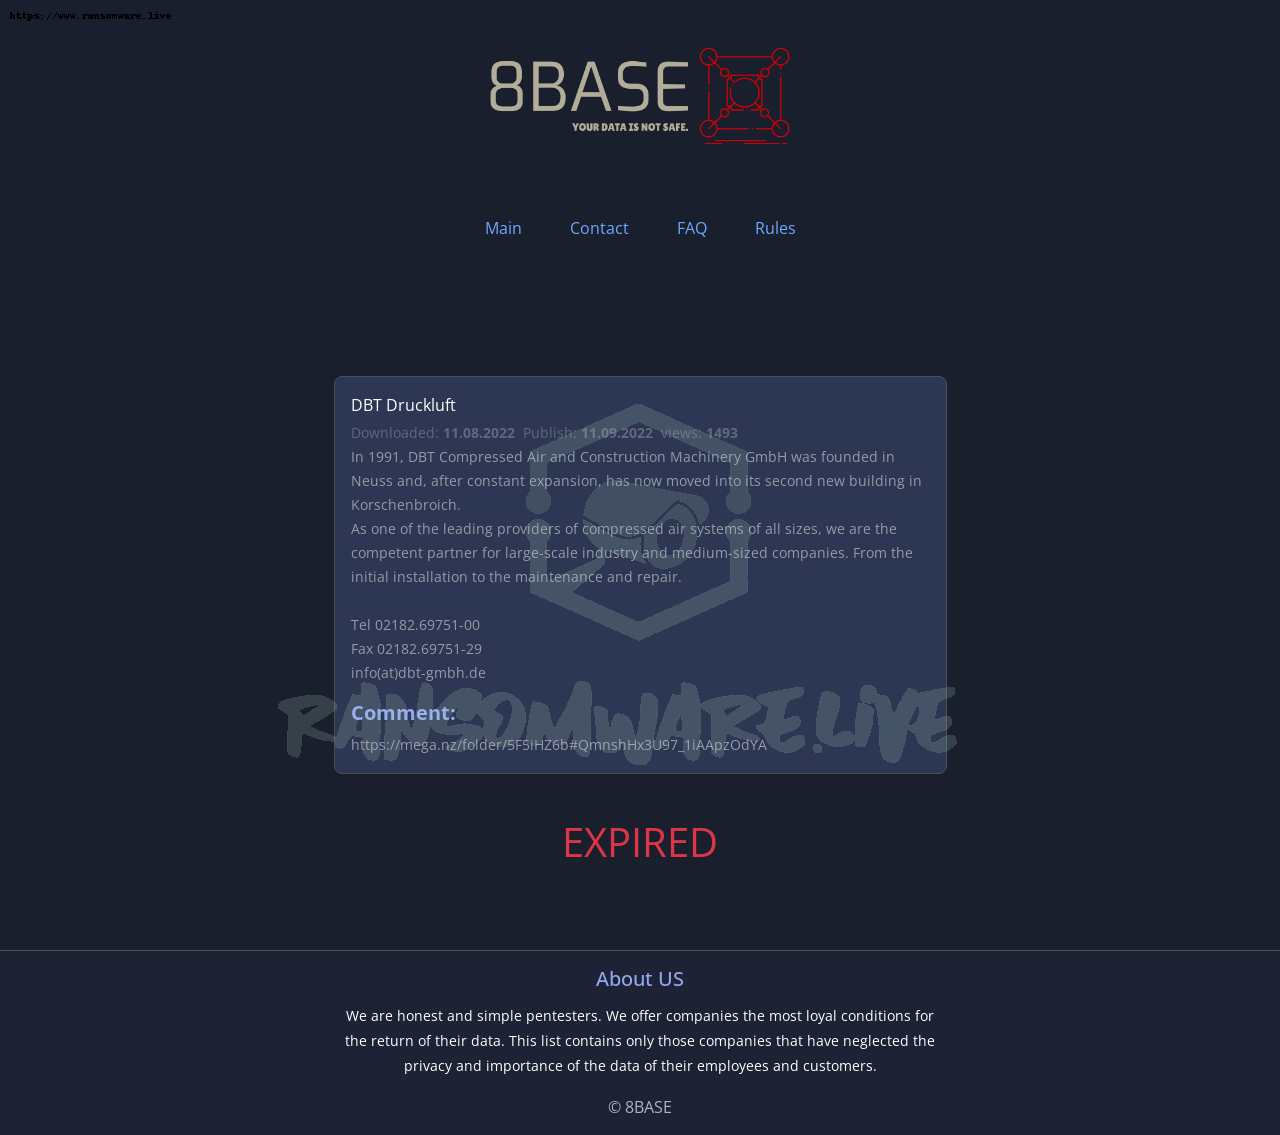 https://www.ransomware.live
8BASE
YOUR DATA IS NOT SAFE.
Main Contact FAQ Rules
DBT Druckluft
Downloaded: 11.08.2022 Publish: 11.09.2022 views: 1493
In 1991, DBT Compressed Air and Construction Machinery GmbH was founded in
Neuss and, after constant expansion, has now moved into its second new building in
Korschenbroich.
As one of the leading providers of compressed air systems of all sizes, we are the
competent partner for large-scale industry and medium-sized companies. From the
initial installation to the maintenance and repair.
Tel 02182.69751-00
Fax 02182.69751-29
info(at)dbt-gmbh.de
RANSOMWARE.LIVE
Comment:
https://mega.nz/folder/5F5iHZ6b#QmnshHx3U97_1iAApzOdYA
EXPIRED
About US
We are honest and simple pentesters. We offer companies the most loyal conditions for
the return of their data. This list contains only those companies that have neglected the
privacy and importance of the data of their employees and customers.
© 8BASE